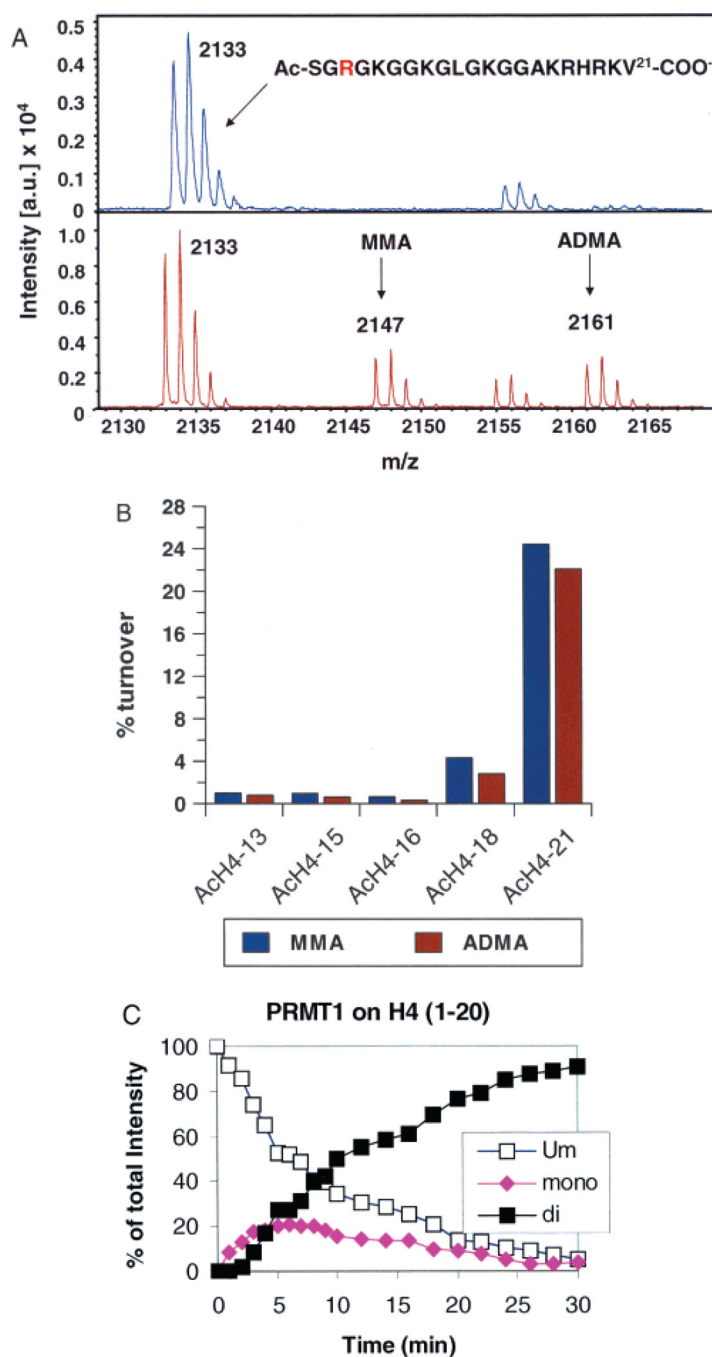 A
0.5
0.4
0.3
0.2
0.1
0
2133
Ac-SGRGKGGKGLGKGGAKRHRKV²¹-COO⁻
Intensity [a.u.] x 10⁴
1.0
0.8
0.6
0.4
0.2
0
2133
MMA
2147
ADMA
2161
2130 2135 2140 2145 2150 2155 2160 2165
m/z
B
% turnover
28
24
20
16
12
8
4
0
AcH4-13 AcH4-15 AcH4-16 AcH4-18 AcH4-21
MMA ADMA
C
PRMT1 on H4 (1-20)
% of total Intensity
100
80
60
40
20
0
Um
mono
di
0 5 10 15 20 25 30
Time (min)